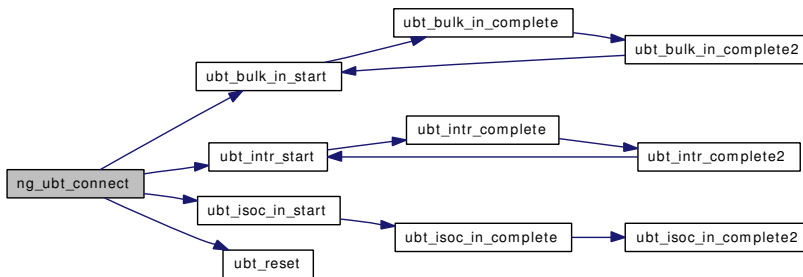 ubt_bulk_in_complete
ubt_bulk_in_complete2
ubt_bulk_in_start
ubt_intr_complete
ubt_intr_start
ubt_intr_complete2
ng_ubt_connect
ubt_isoc_in_start
ubt_isoc_in_complete
ubt_isoc_in_complete2
ubt_reset